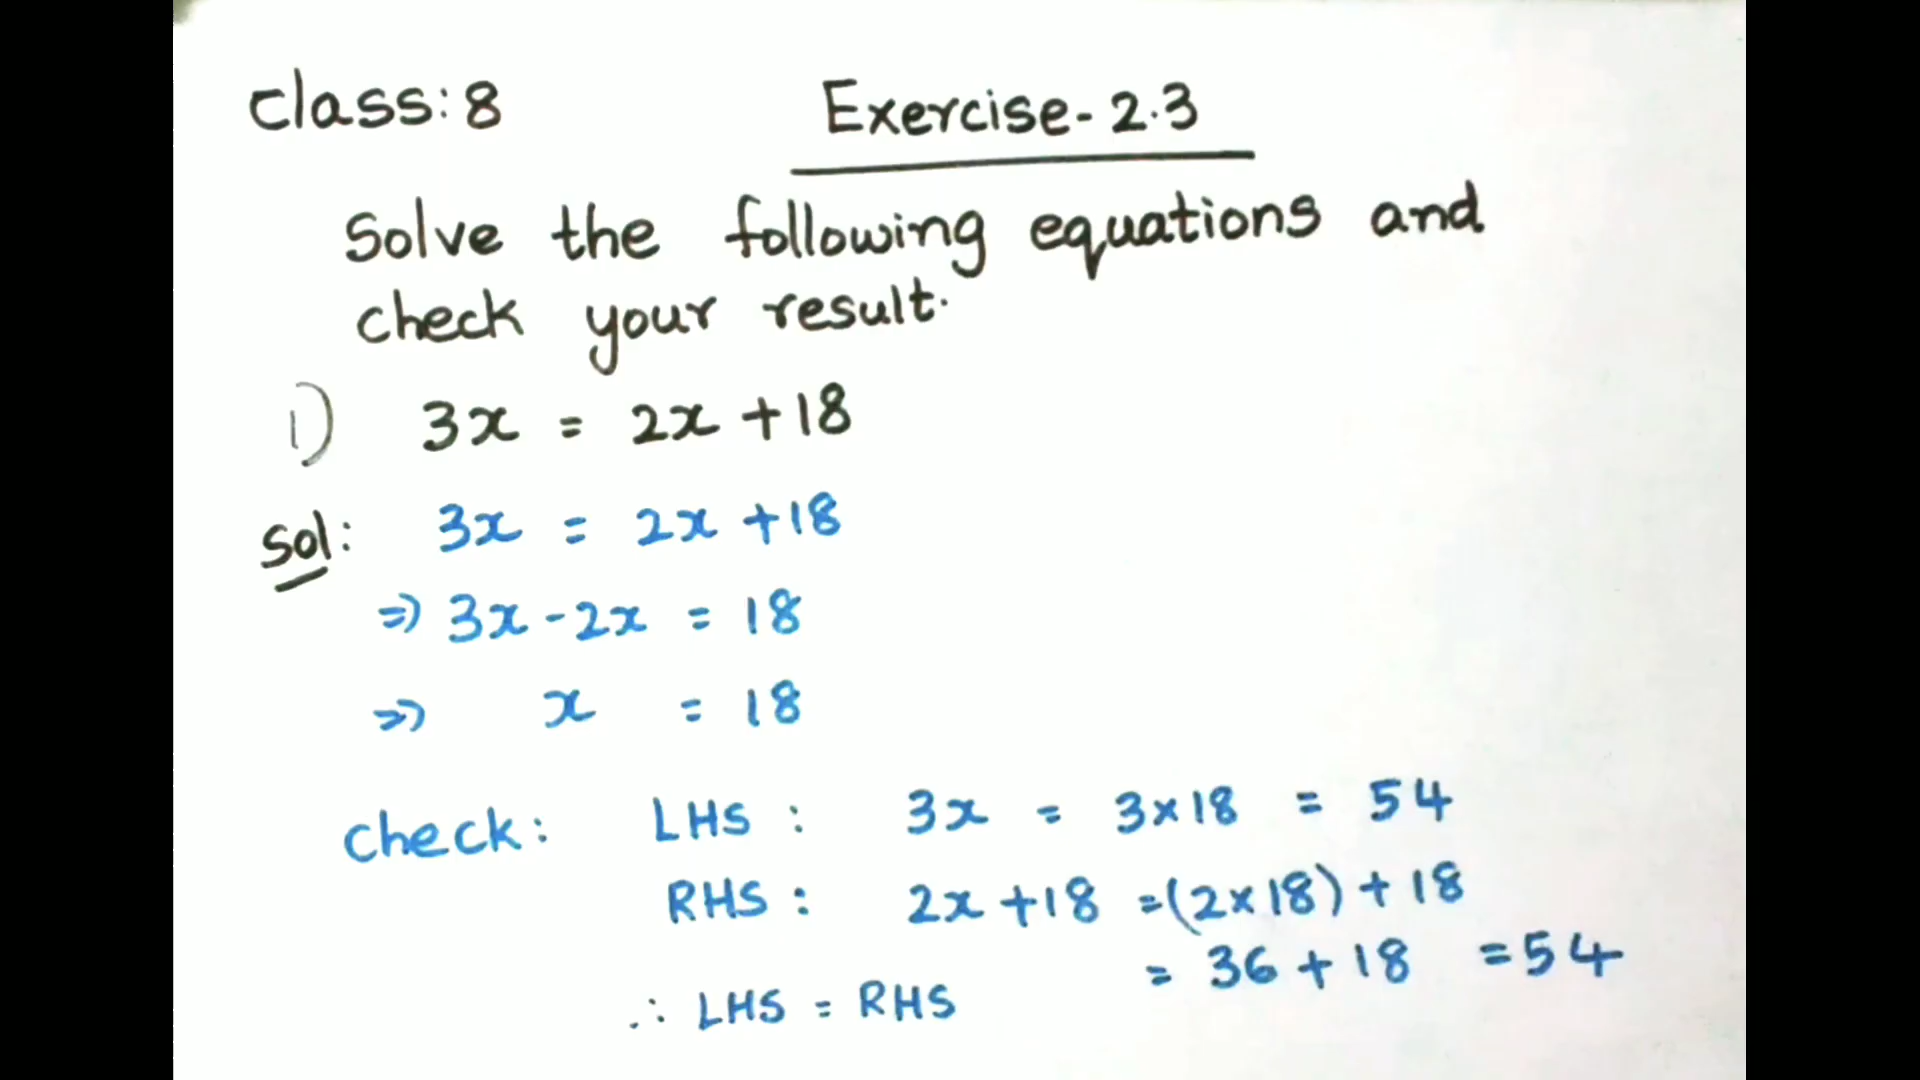 Class: 8 Exercise-2.3
Solve the following equations and
check your result.
1) 3x = 2x + 18
Sol: 3x = 2x + 18
⇒ 3x - 2x = 18
⇒ x = 18
Check: LHS : 3x = 3×18 = 54
RHS : 2x + 18 = (2×18) + 18
= 36 + 18 = 54
∴ LHS = RHS